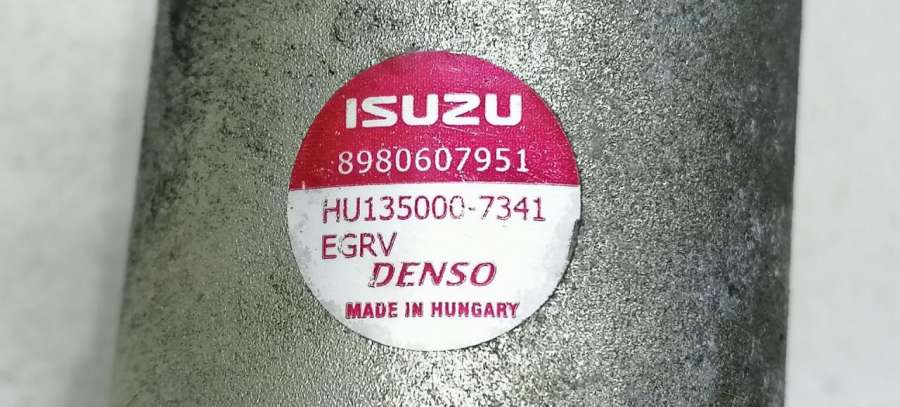 ISUZU
8980607951
HU135000-7341
EGRV
DENSO
MADE IN HUNGARY